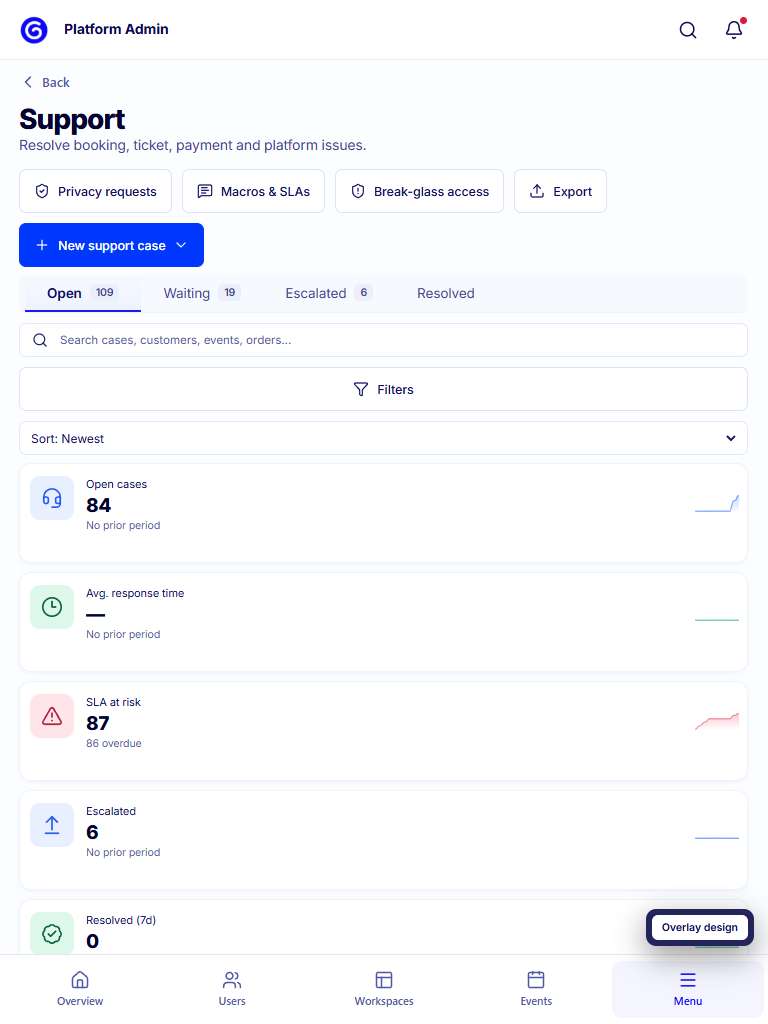 Platform Admin
Back
Support
Resolve booking, ticket, payment and platform issues.
Privacy requests
Macros & SLAs
Break-glass access
Export
New support case
Open 109
Waiting 19
Escalated 6
Resolved
Search cases, customers, events, orders...
Filters
Sort: Newest
Open cases
84
No prior period
Avg. response time
—
No prior period
SLA at risk
87
86 overdue
Escalated
6
No prior period
Resolved (7d)
0
Overlay design
Overview
Users
Workspaces
Events
Menu